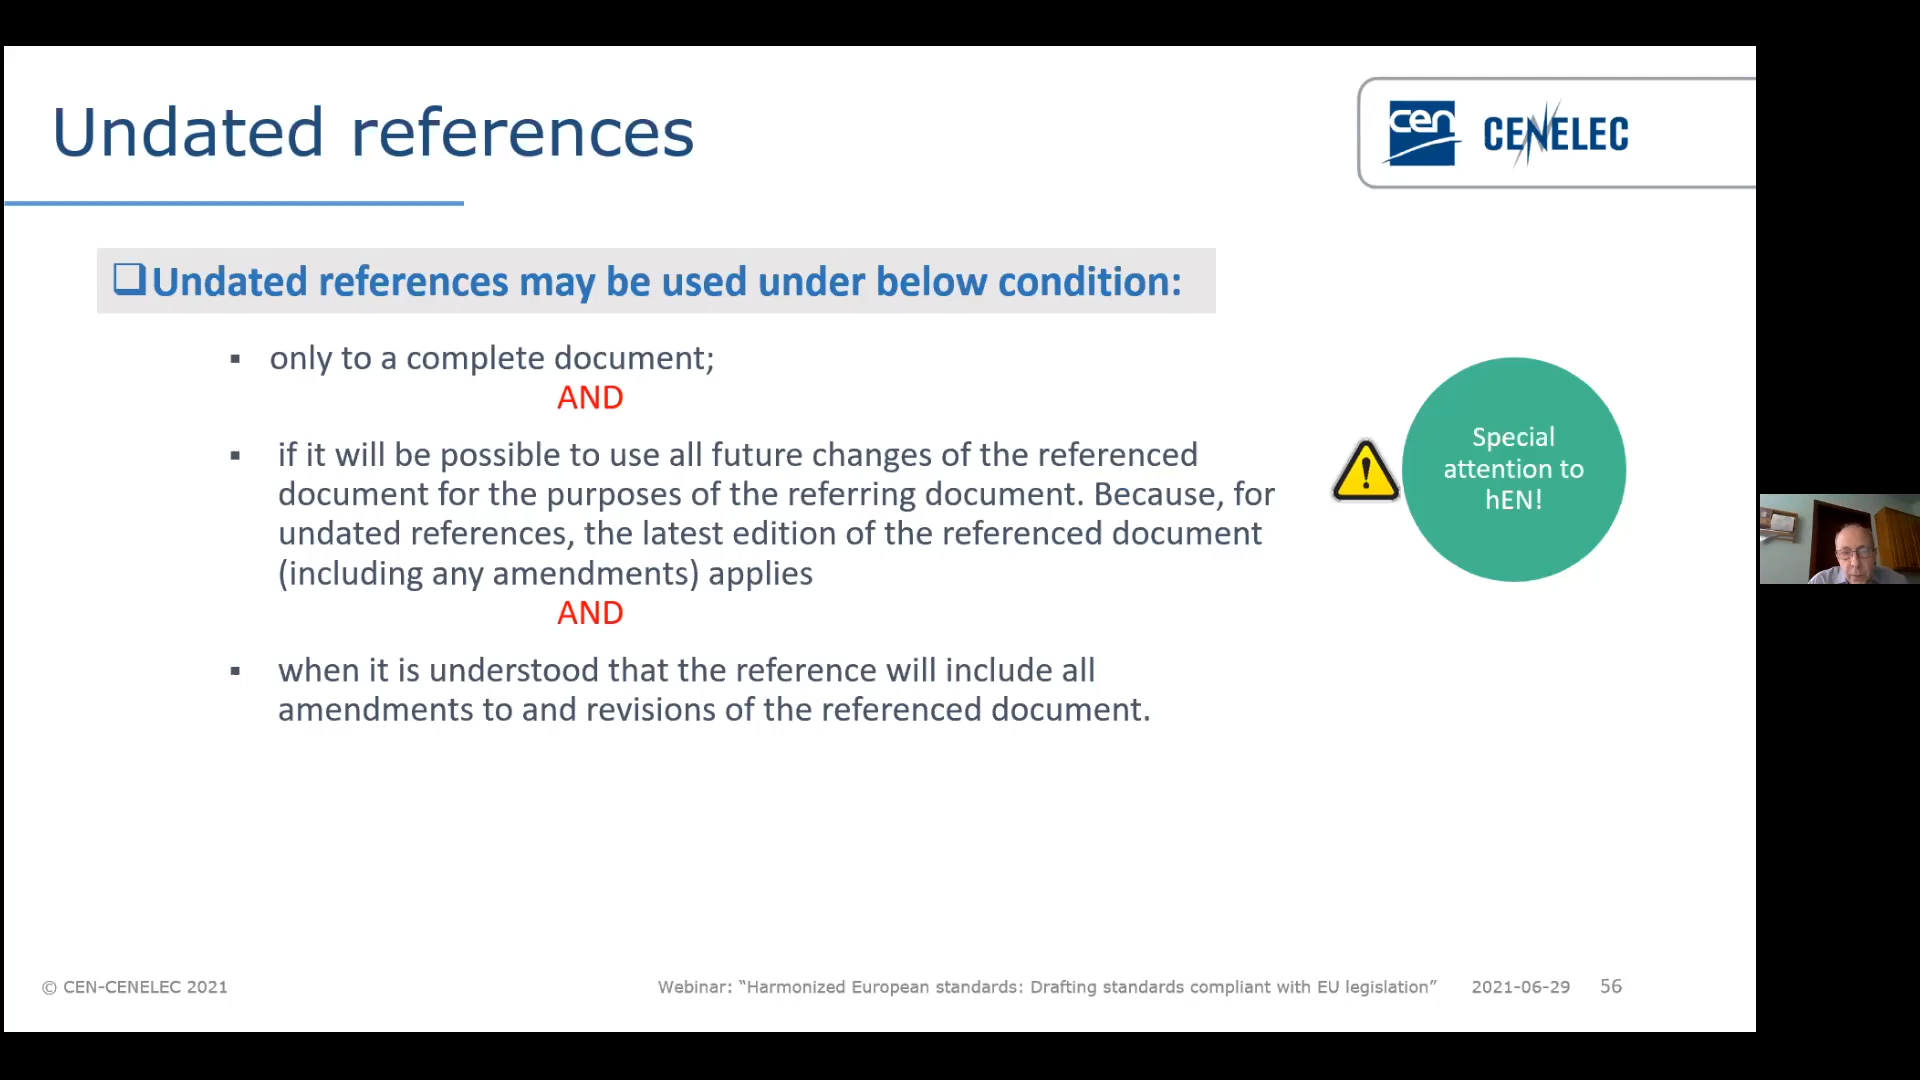 Undated references
cen CENELEC
Undated references may be used under below condition:
▪ only to a complete document;
AND
▪ if it will be possible to use all future changes of the referenced
document for the purposes of the referring document. Because, for
undated references, the latest edition of the referenced document
(including any amendments) applies
AND
▪ when it is understood that the reference will include all
amendments to and revisions of the referenced document.
Special
attention to
hEN!
© CEN-CENELEC 2021
Webinar: “Harmonized European standards: Drafting standards compliant with EU legislation” 2021-06-29 56